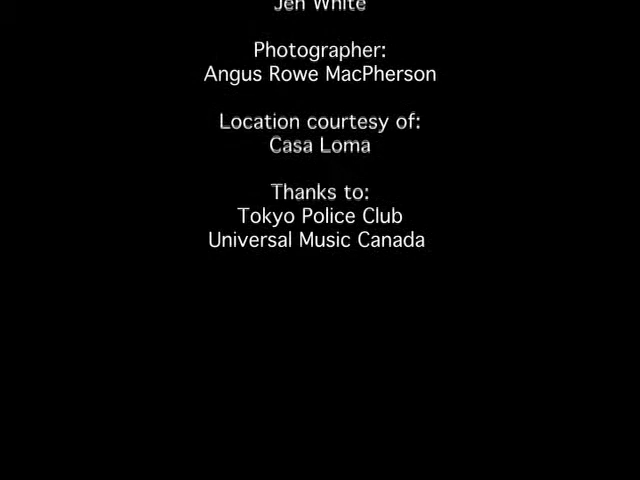 Jen White
Photographer:
Angus Rowe MacPherson
Location courtesy of:
Casa Loma
Thanks to:
Tokyo Police Club
Universal Music Canada